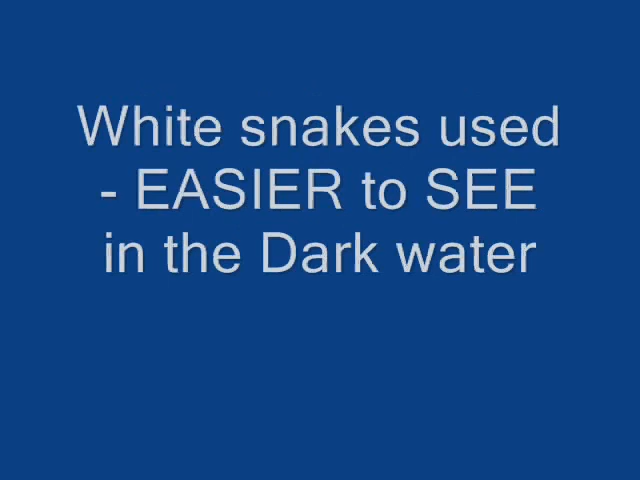 White snakes used
- EASIER to SEE
in the Dark water